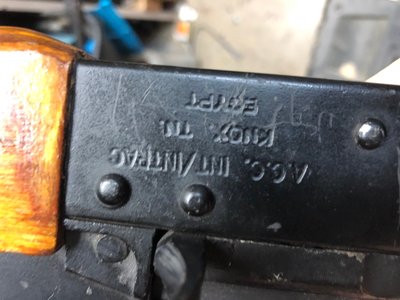 A.C.C. INT/INTRAC
KNOX TN.
EGYPT